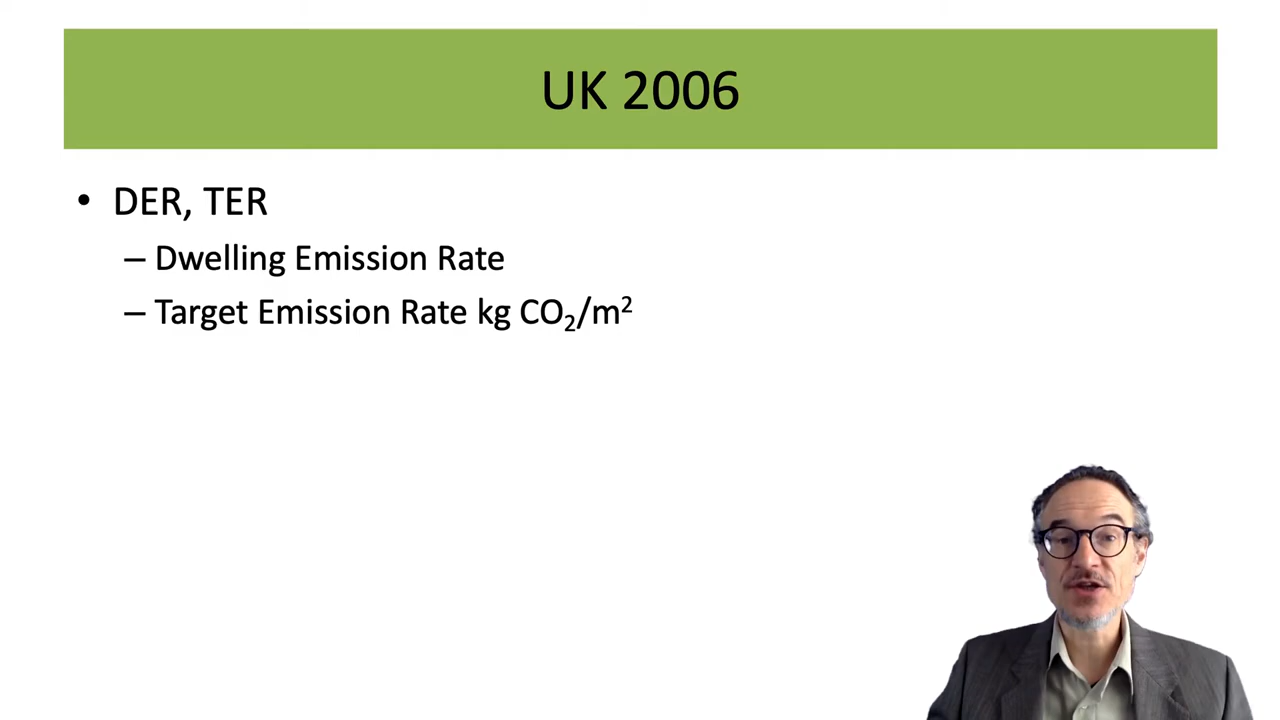 UK 2006
• DER, TER
– Dwelling Emission Rate
– Target Emission Rate kg CO₂/m²